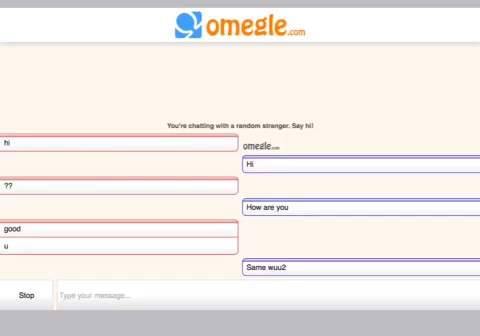 omegle.com
You're chatting with a random stranger. Say hi!
hi
omegle.com
Hi
??
How are you
good
u
Same wuu2
Stop
Type your message...